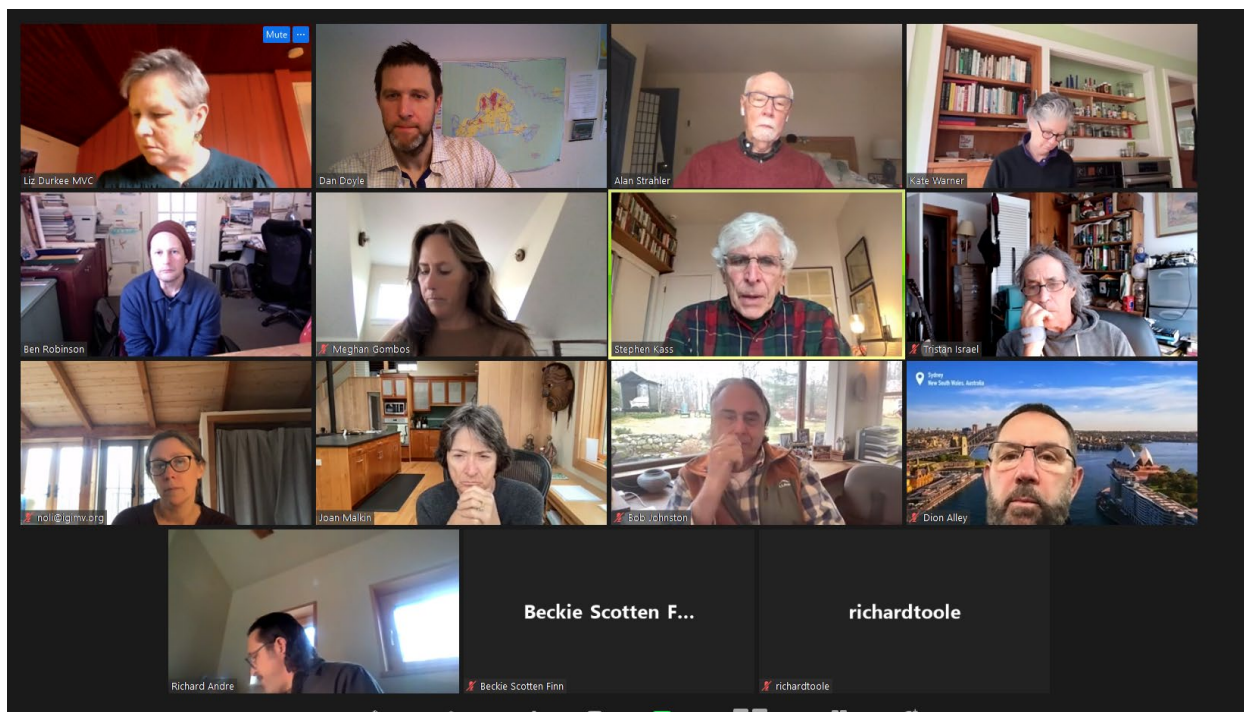 Mute ...
Liz Durkee MVC
Dan Doyle
Alan Strahler
Kate Warner
Ben Robinson
Meghan Gombos
Stephen Kass
Tristan Israel
noli@igimv.org
Joan Malkin
Bob Johnston
Sydney
New South Wales, Australia
Dion Alley
Richard Andre
Beckie Scotten F...
Beckie Scotten Finn
richardtoole
richardtoole